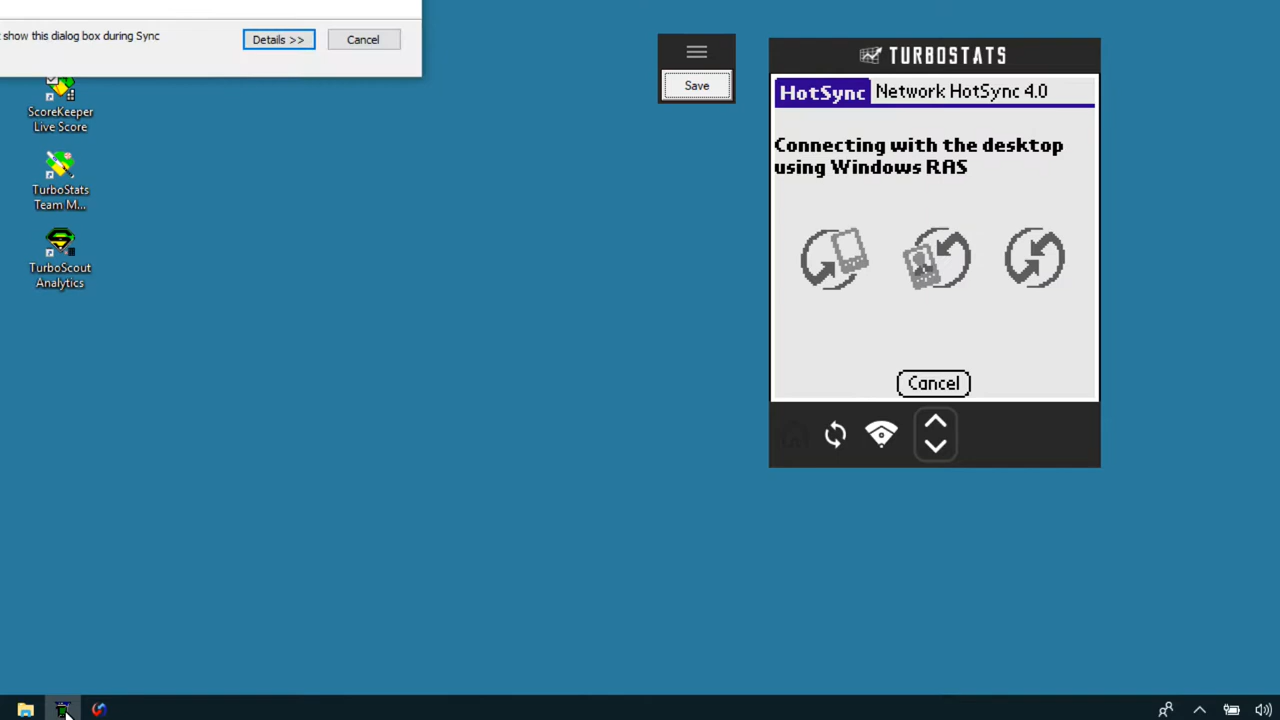 show this dialog box during Sync
Details >>
Cancel
ScoreKeeper
Live Score
TurboStats
Team M...
TurboScout
Analytics
Save
TURBOSTATS
HotSync
Network HotSync 4.0
Connecting with the desktop
using Windows RAS
Cancel